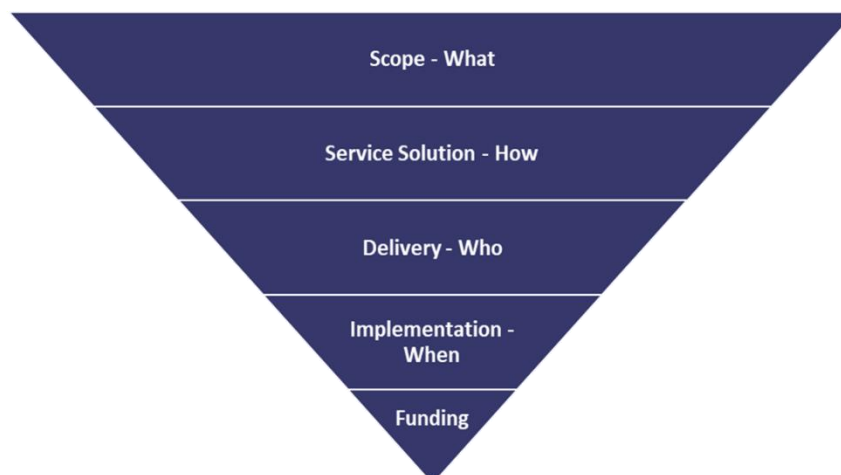 Scope - What
Service Solution - How
Delivery - Who
Implementation -
When
Funding